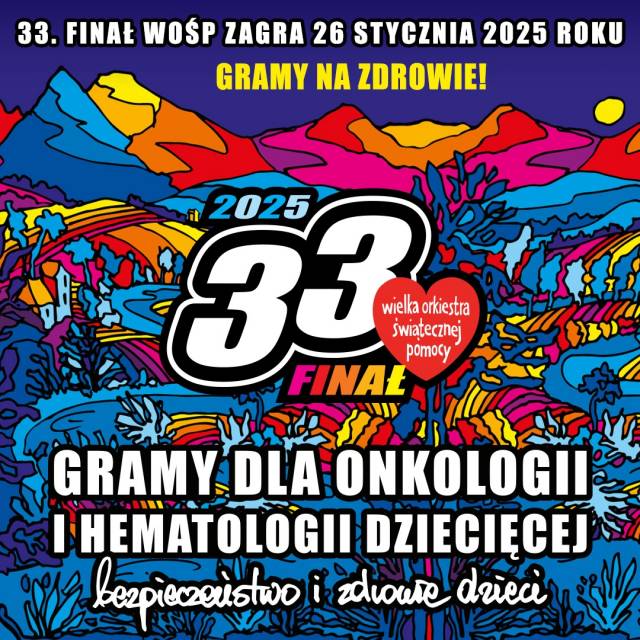 33. FINAŁ WOŚP ZAGRA 26 STYCZNIA 2025 ROKU
GRAMY NA ZDROWIE!
2025
33
wielka orkiestra
świątecznej
pomocy
FINAŁ
GRAMY DLA ONKOLOGII
I HEMATOLOGII DZIECIĘCEJ
bezpieczeństwo i zdrowie dzieci